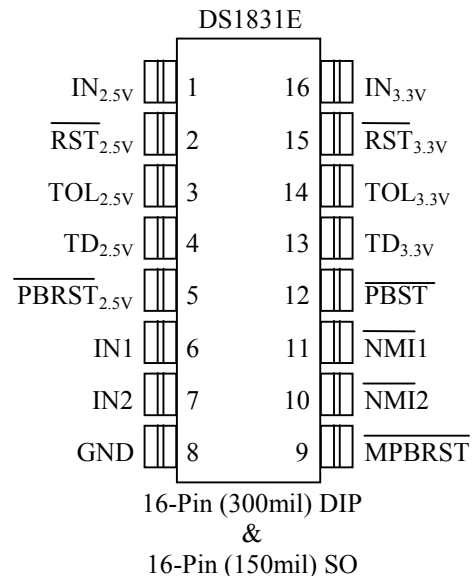 DS1831E
IN2.5V 1 16 IN3.3V
RST2.5V 2 15 RST3.3V
TOL2.5V 3 14 TOL3.3V
TD2.5V 4 13 TD3.3V
PBRST2.5V 5 12 PBST
IN1 6 11 NMI1
IN2 7 10 NMI2
GND 8 9 MPBRST
16-Pin (300mil) DIP
&
16-Pin (150mil) SO